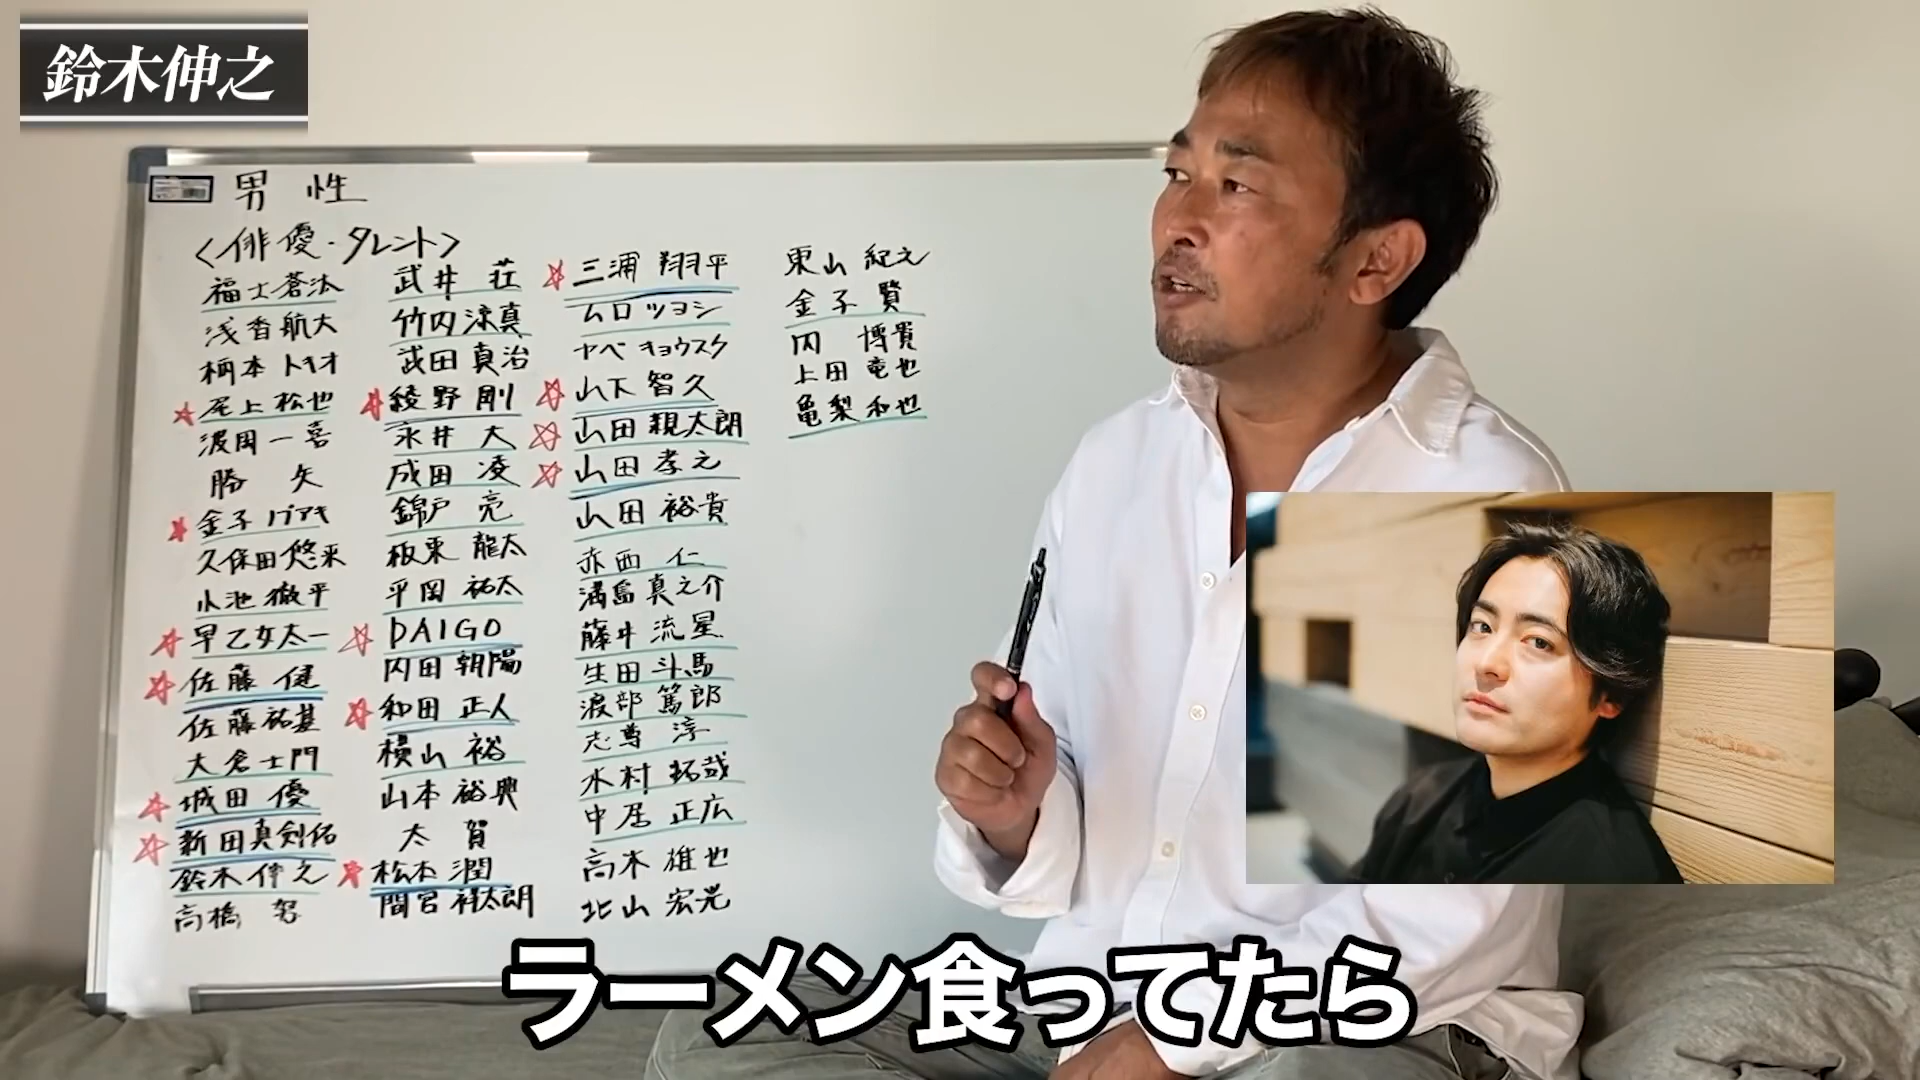 鈴木伸之
男性
<俳優・タレント>
福士蒼汰
浅香航大
柄本トキオ
尾上松也
波岡一喜
勝矢
金子ノブアキ
久保田悠来
小池徹平
早乙女太一
佐藤健
佐藤祐基
大倉士門
城田優
新田真剣佑
鈴木伸之
高橋努
武井荘
竹内涼真
武田真治
綾野剛
永井大
成田凌
錦戸亮
板東龍太
平岡祐太
DAIGO
内田朝陽
和田正人
横山裕
山本裕典
太賀
松本潤
間宮祥太朗
三浦翔平
ムロツヨシ
ヤベキョウスケ
山下智久
山田親太朗
山田孝之
山田裕貴
赤西仁
満島真之介
藤井流星
生田斗馬
渡部篤郎
志尊淳
木村拓哉
中居正広
高木雄也
北山宏光
東山紀之
金子賢
内博貴
上田竜也
亀梨和也
ラーメン食ってたら